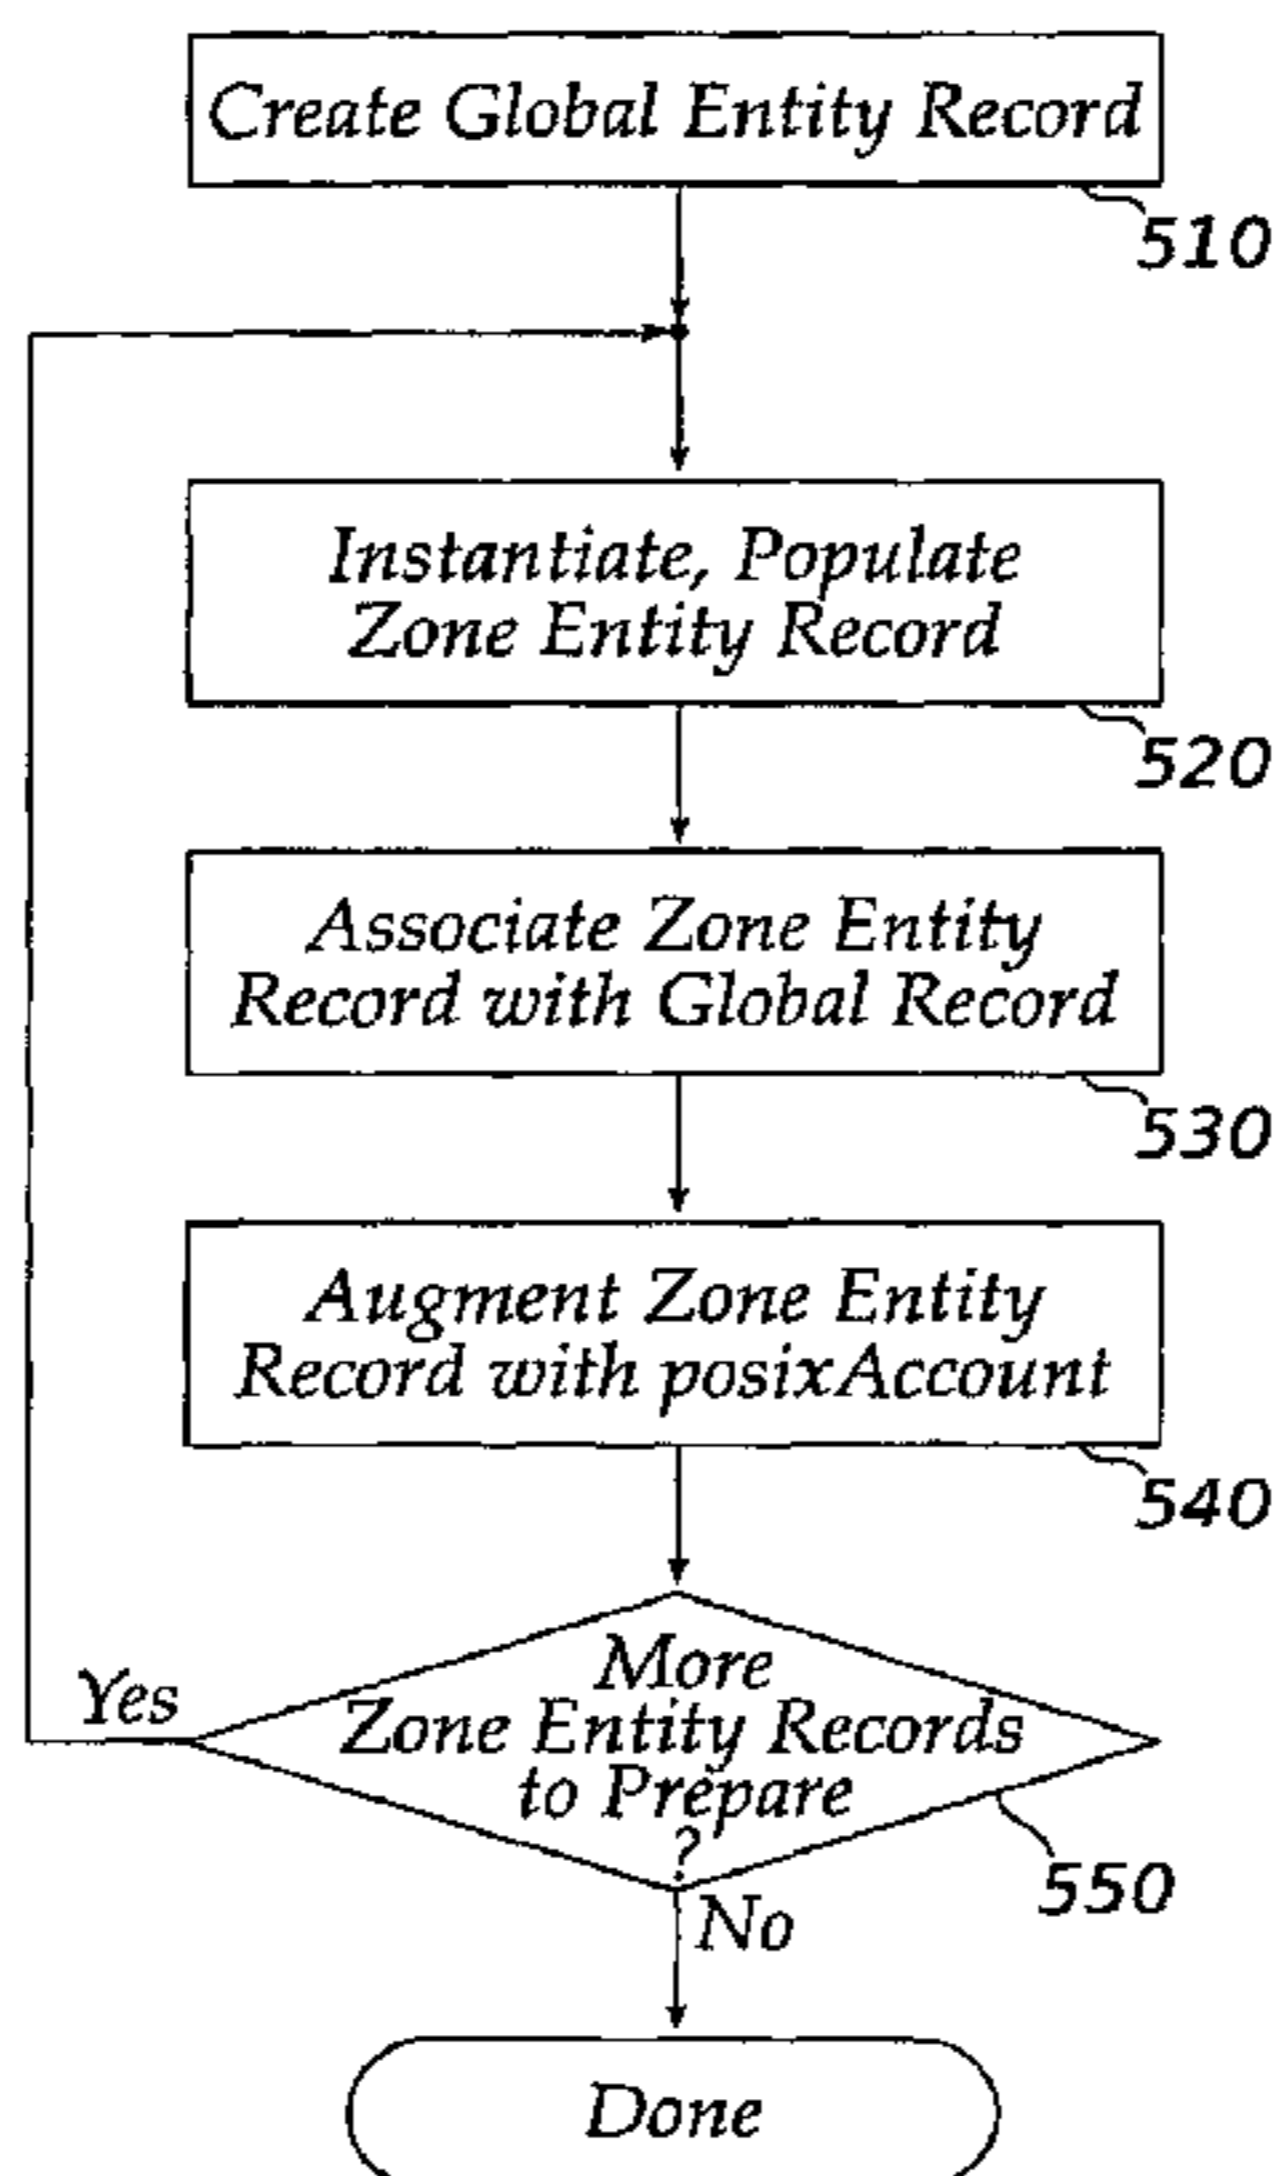 Create Global Entity Record
510
Instantiate, Populate
Zone Entity Record
520
Associate Zone Entity
Record with Global Record
530
Augment Zone Entity
Record with posixAccount
540
More
Zone Entity Records
to Prepare
?
Yes
550
No
Done